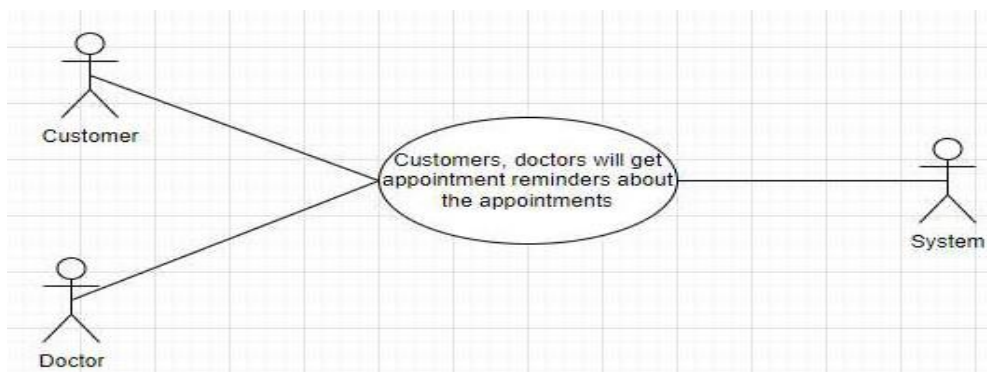 Customer
Customers, doctors will get
appointment reminders about
the appointments
System
Doctor